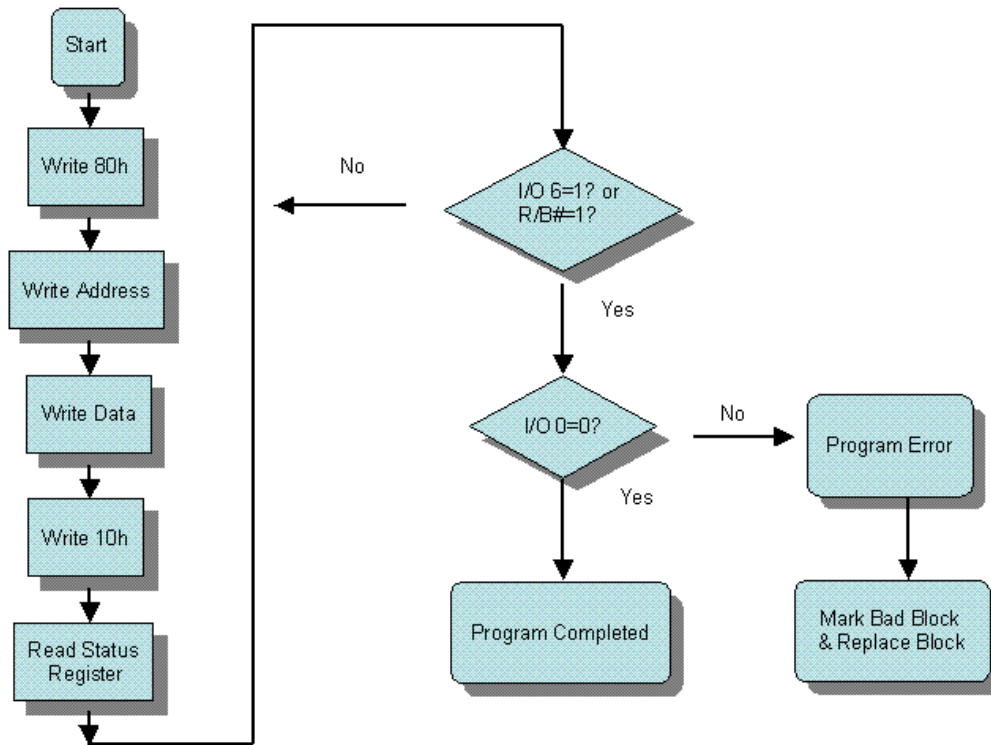 Start
Write 80h
Write Address
Write Data
Write 10h
Read Status
Register
No
I/O 6=1? or
R/B#=1?
Yes
I/O 0=0?
No
Yes
Program Error
Program Completed
Mark Bad Block
& Replace Block